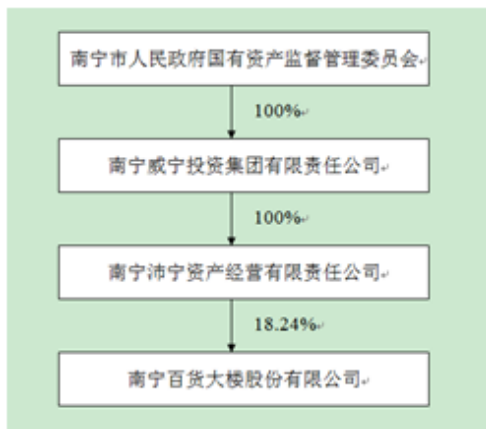 南宁市人民政府国有资产监督管理委员会
100%
南宁威宁投资集团有限责任公司
100%
南宁沛宁资产经营有限责任公司
18.24%
南宁百货大楼股份有限公司